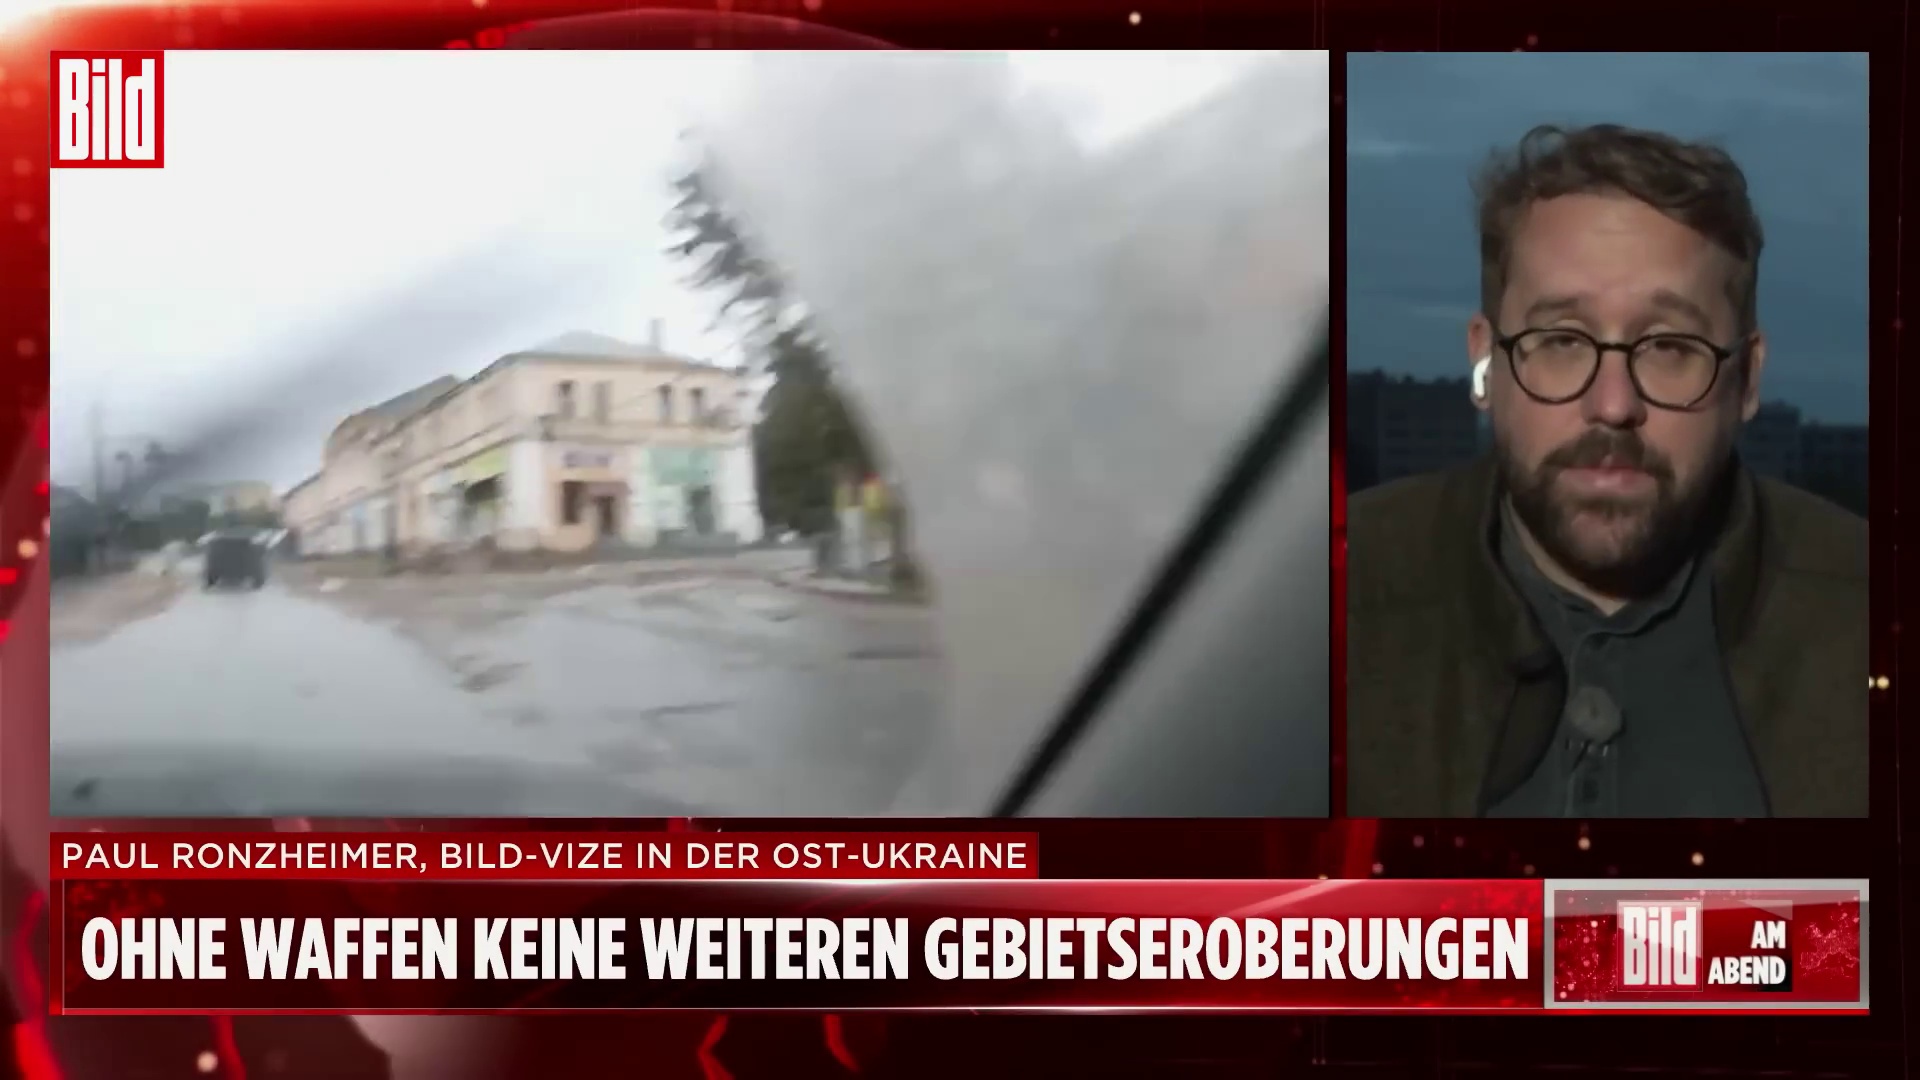 Bild
PAUL RONZHEIMER, BILD-VIZE IN DER OST-UKRAINE
OHNE WAFFEN KEINE WEITEREN GEBIETSEROBERUNGEN
Bild AM
ABEND